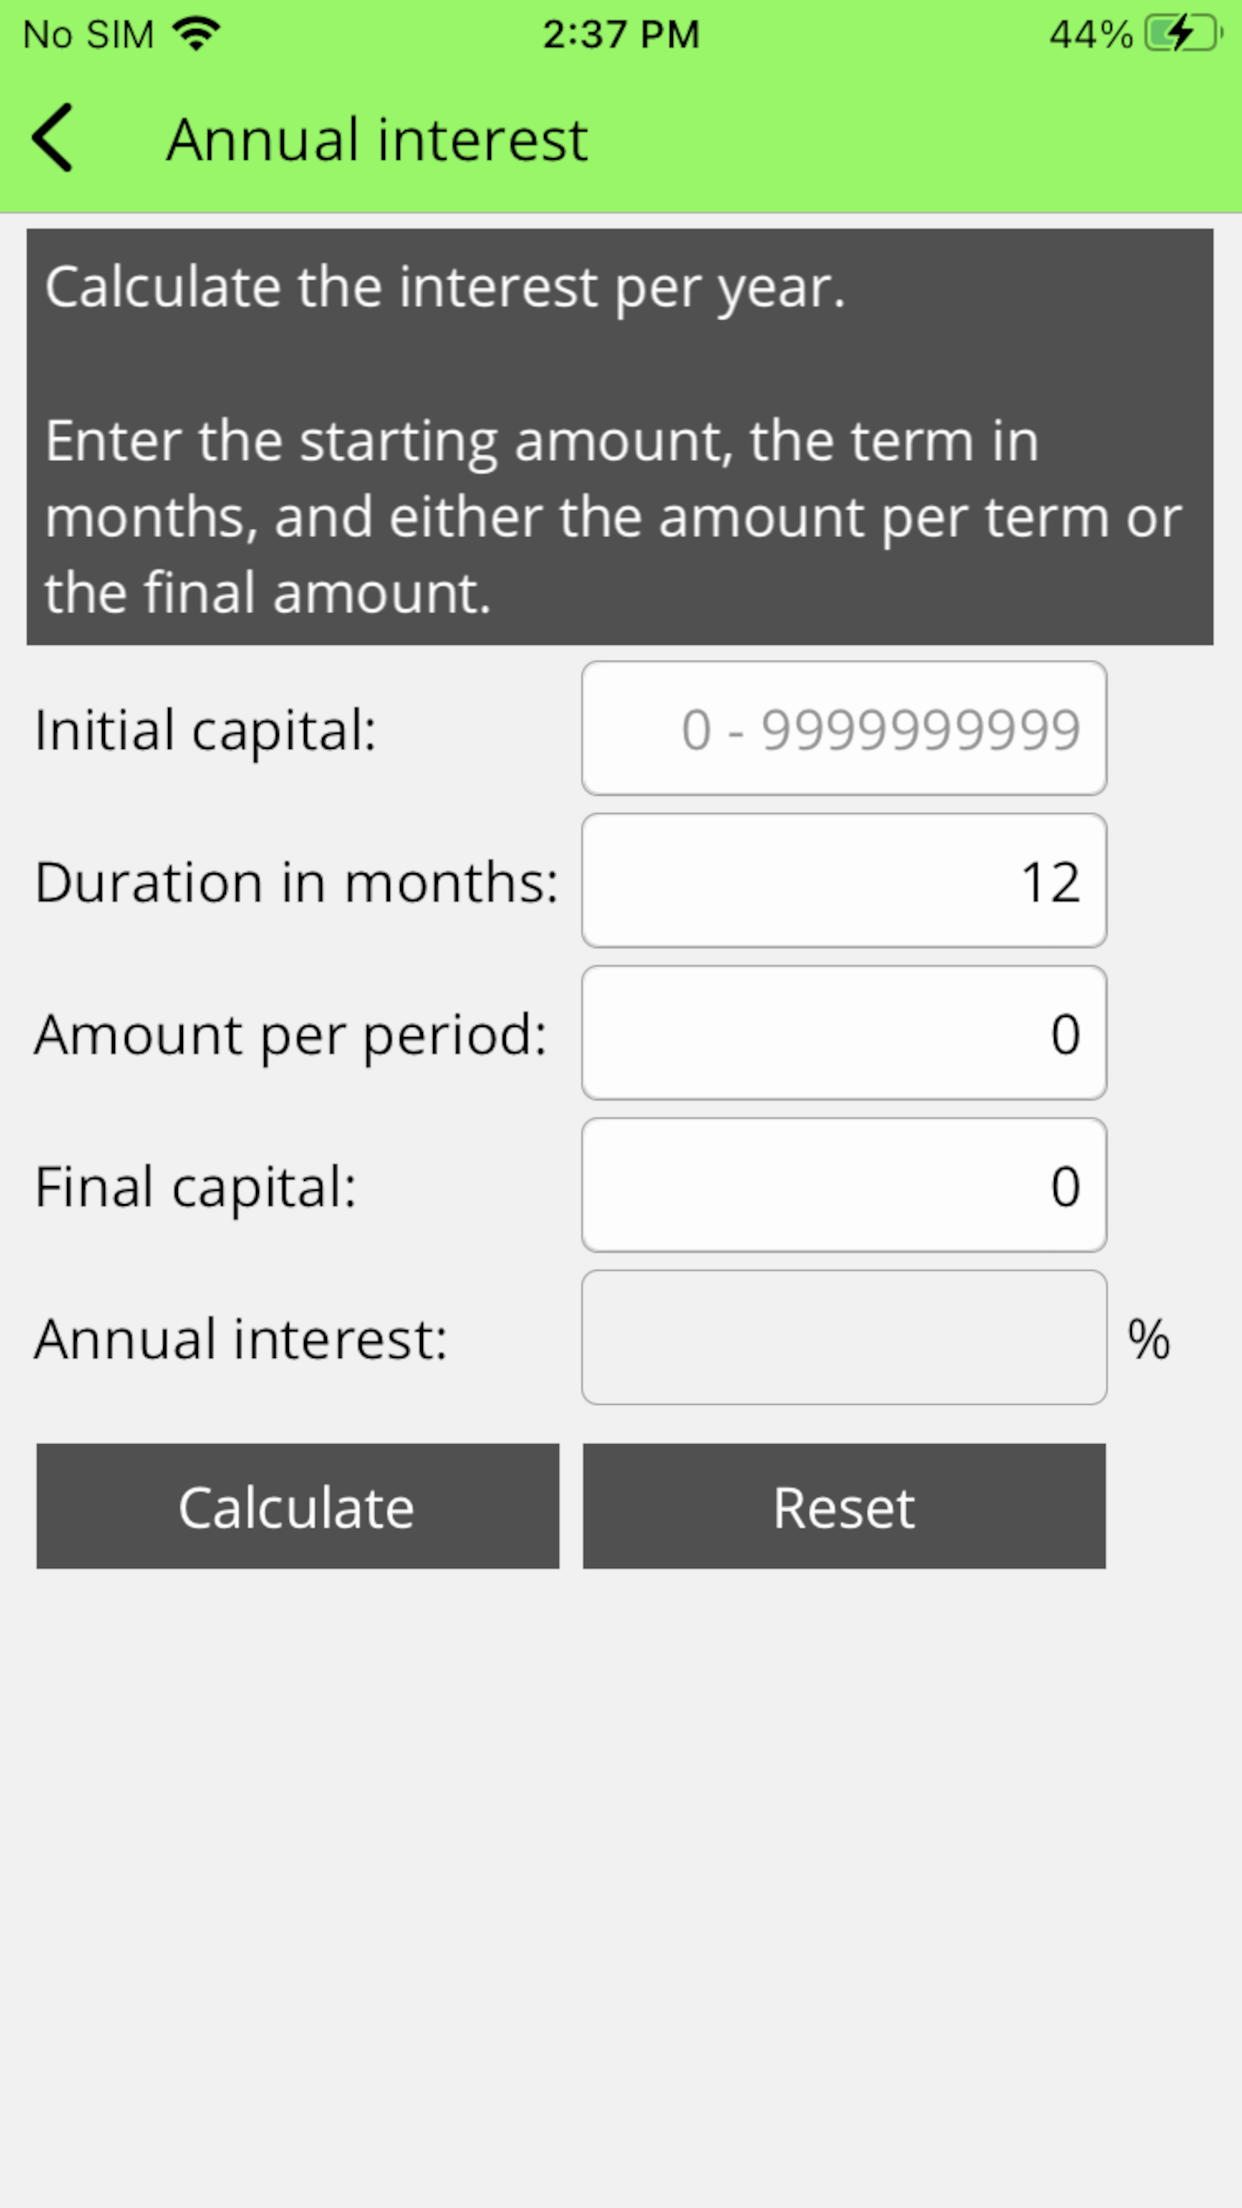 No SIM 2:37 PM 44%
Annual interest
Calculate the interest per year.
Enter the starting amount, the term in
months, and either the amount per term or
the final amount.
Initial capital: 0 - 9999999999
Duration in months: 12
Amount per period: 0
Final capital: 0
Annual interest: %
Calculate Reset